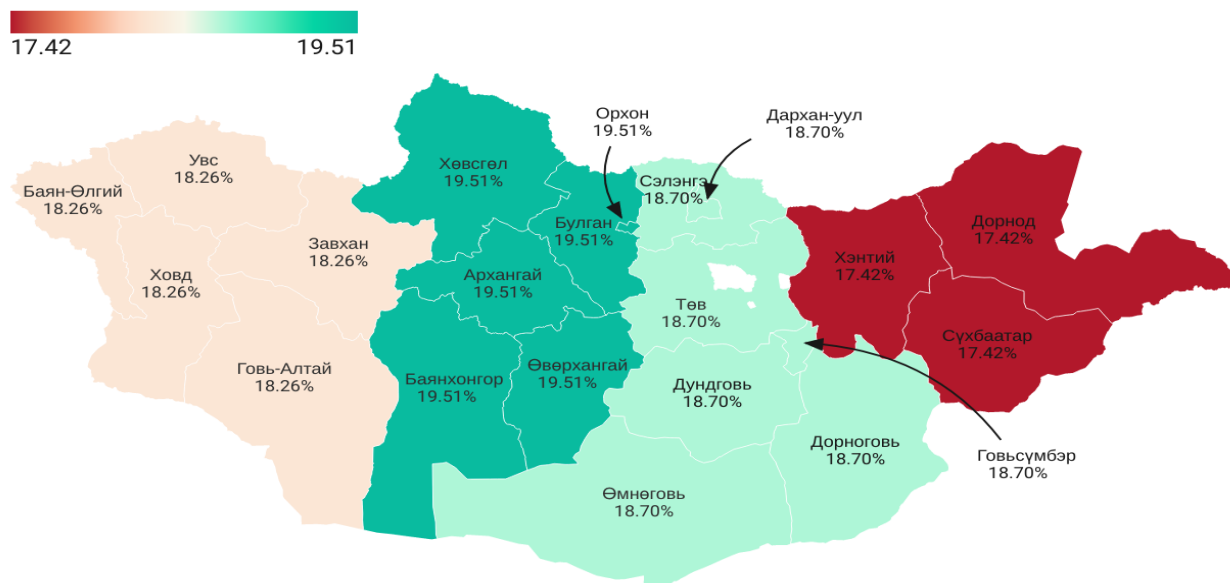 17.42
19.51
Орхон
19.51%
Дархан-уул
18.70%
Увс
18.26%
Хөвсгөл
19.51%
Сэлэнгэ
18.70%
Баян-Өлгий
18.26%
Булган
19.51%
Дорнод
17.42%
Завхан
18.26%
Хэнтий
17.42%
Ховд
18.26%
Архангай
19.51%
Төв
18.70%
Сүхбаатар
17.42%
Говь-Алтай
18.26%
Баянхонгор
19.51%
Өвөрхангай
19.51%
Дундговь
18.70%
Дорноговь
18.70%
Говьсүмбэр
18.70%
Өмнөговь
18.70%